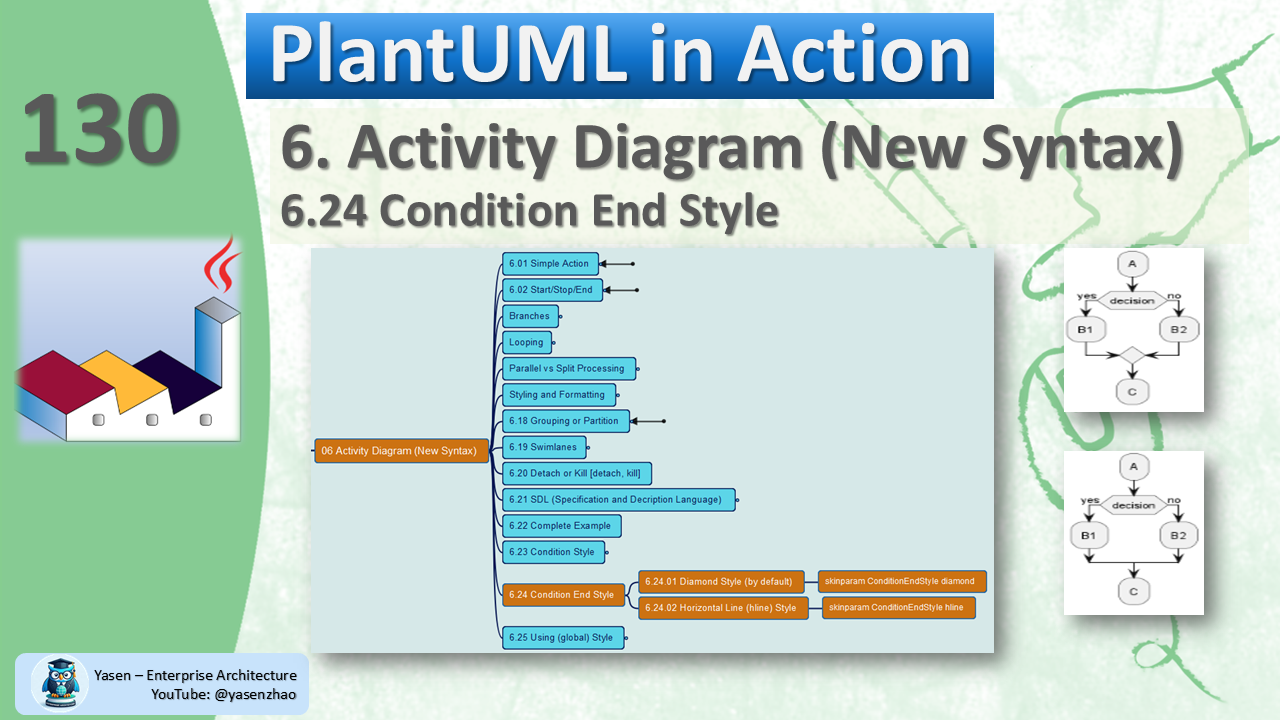 PlantUML in Action
130
6. Activity Diagram (New Syntax)
6.24 Condition End Style
06 Activity Diagram (New Syntax)
6.01 Simple Action
6.02 Start/Stop/End
Branches
Looping
Parallel vs Split Processing
Styling and Formatting
6.18 Grouping or Partition
6.19 Swimlanes
6.20 Detach or Kill [detach, kill]
6.21 SDL (Specification and Decription Language)
6.22 Complete Example
6.23 Condition Style
6.24 Condition End Style
6.24.01 Diamond Style (by default)
skinparam ConditionEndStyle diamond
6.24.02 Horizontal Line (hline) Style
skinparam ConditionEndStyle hline
6.25 Using (global) Style
A
yes
decision
no
B1
B2
C
A
yes
decision
no
B1
B2
C
Yasen – Enterprise Architecture
YouTube: @yasenzhao